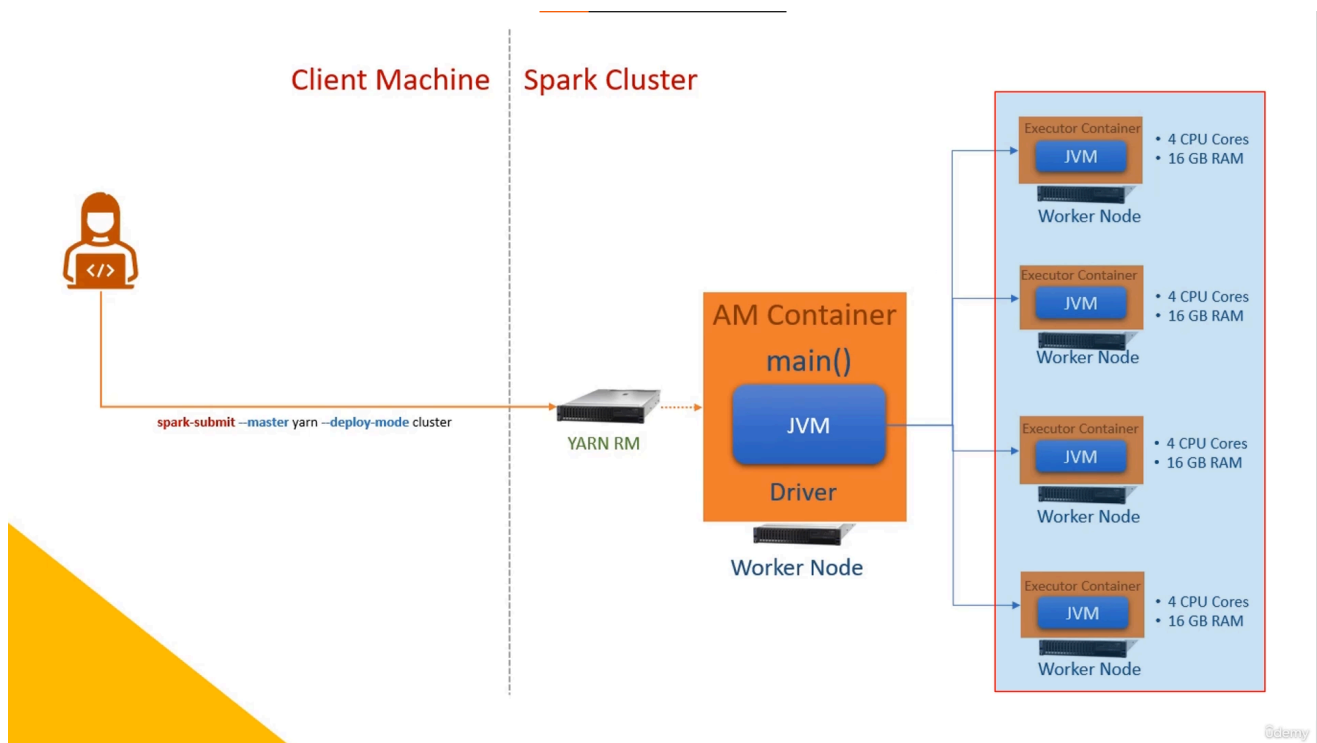 Client Machine
Spark Cluster
</>
spark-submit --master yarn --deploy-mode cluster
YARN RM
AM Container
main()
JVM
Driver
Worker Node
Executor Container
JVM
• 4 CPU Cores
• 16 GB RAM
Worker Node
Executor Container
JVM
• 4 CPU Cores
• 16 GB RAM
Worker Node
Executor Container
JVM
• 4 CPU Cores
• 16 GB RAM
Worker Node
Executor Container
JVM
• 4 CPU Cores
• 16 GB RAM
Worker Node
ûdemy